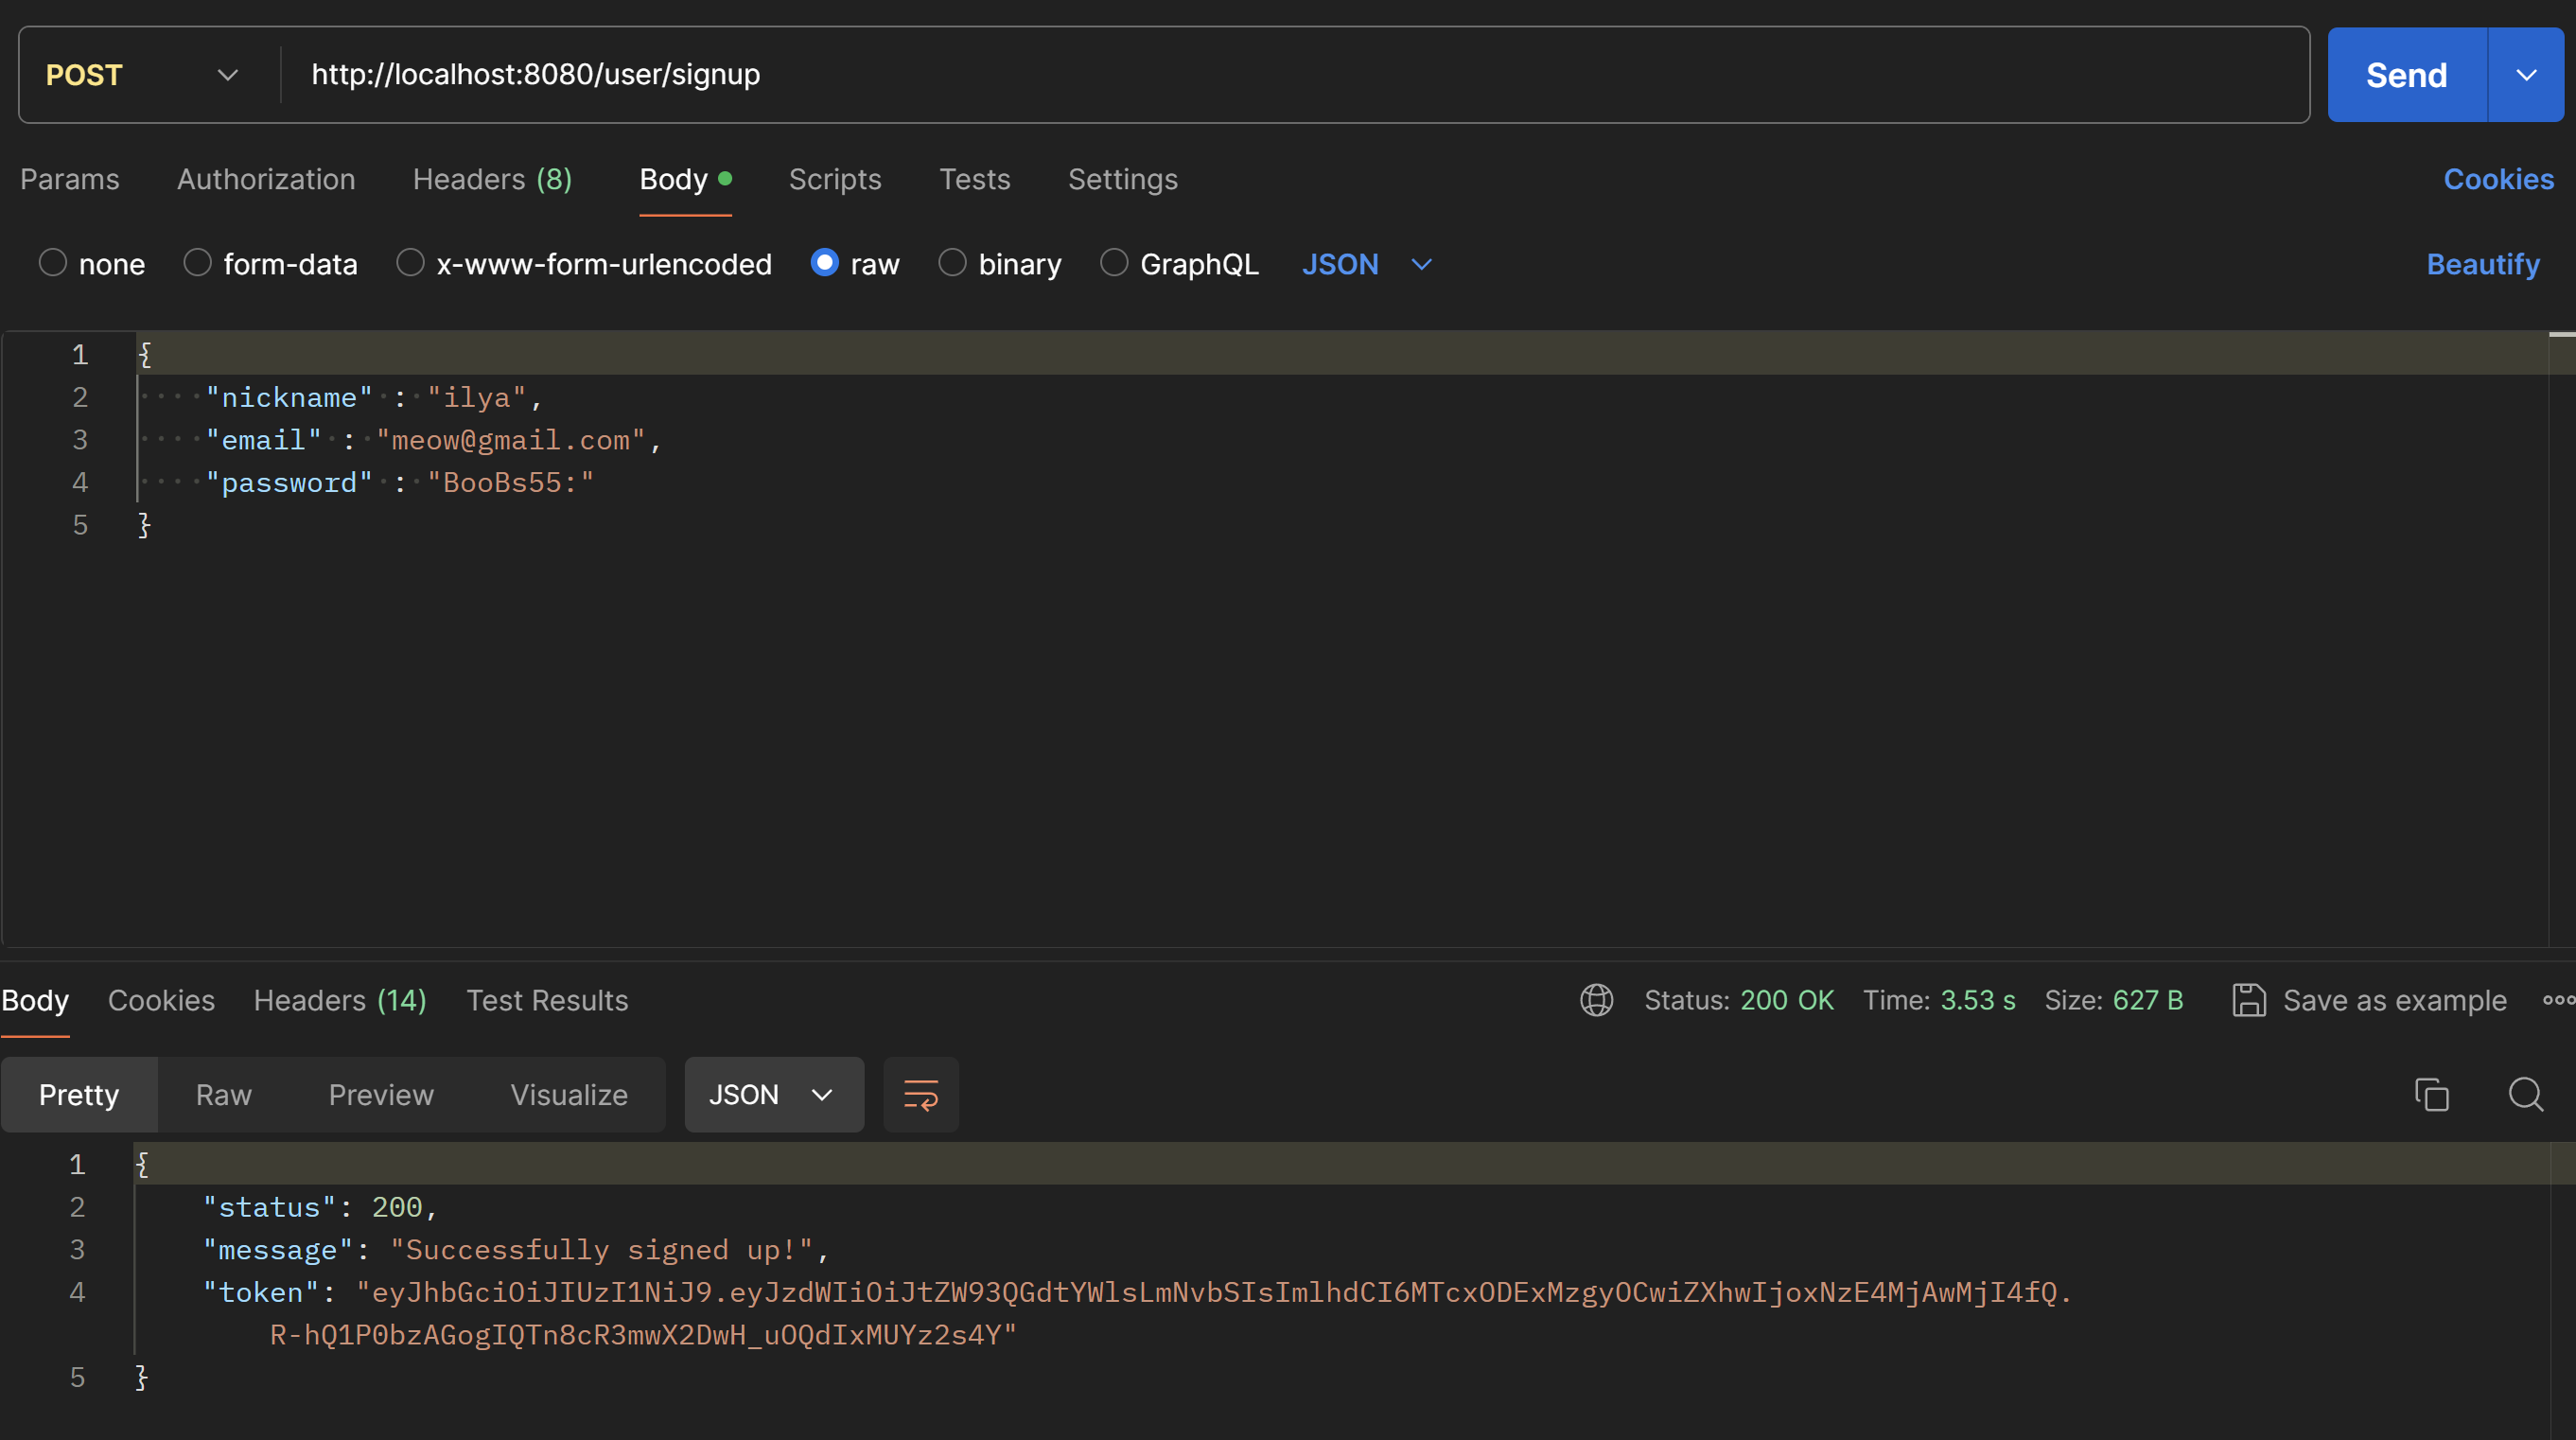 POST http://localhost:8080/user/signup Send
Params Authorization Headers (8) Body Scripts Tests Settings Cookies
none form-data x-www-form-urlencoded raw binary GraphQL JSON Beautify
1 {
2 "nickname" : "ilya",
3 "email" : "meow@gmail.com",
4 "password" : "BooBs55:"
5 }
Body Cookies Headers (14) Test Results Status: 200 OK Time: 3.53 s Size: 627 B Save as example
Pretty Raw Preview Visualize JSON
1 {
2 "status": 200,
3 "message": "Successfully signed up!",
4 "token": "eyJhbGciOiJIUzI1NiJ9.eyJzdWIiOiJtZW93QGdtYWlsLmNvbSIsImlhdCI6MTcxODExMzgyOCwiZXhwIjoxNzE4MjAwMjI4fQ.
R-hQ1P0bzAGogIQTn8cR3mwX2DwH_uOQdIxMUYz2s4Y"
5 }